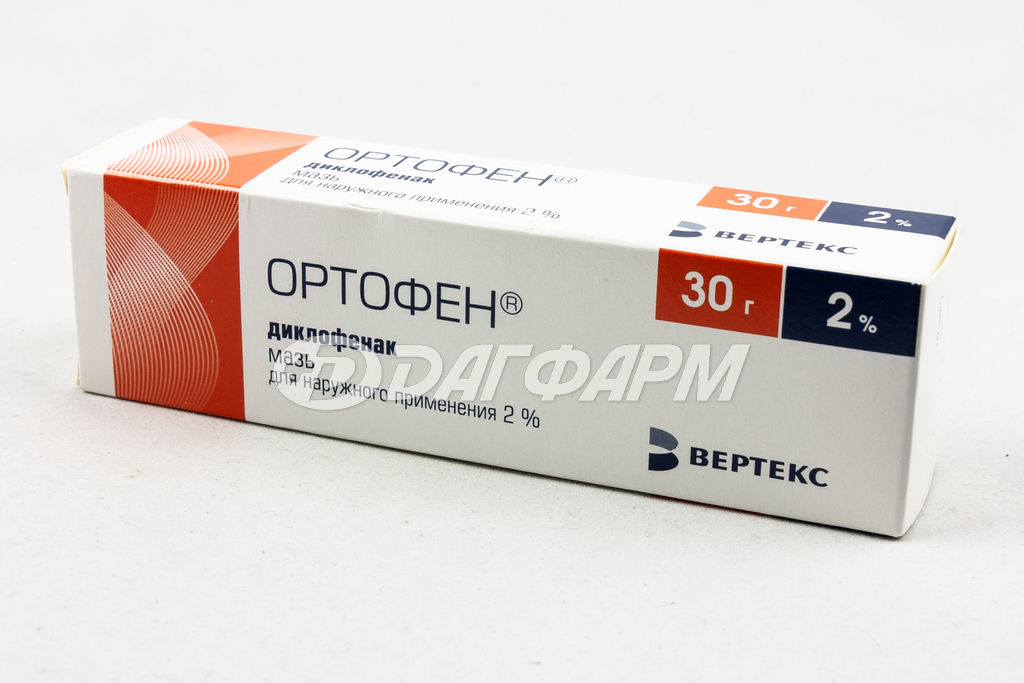 ОРТОФЕН®
диклофенак
мазь
для наружного применения 2 %
30 г
2 %
ВЕРТЕКС
ОРТОФЕН®
диклофенак
мазь
для наружного применения 2 %
30 г
2 %
ВЕРТЕКС
ДАГФАРМ